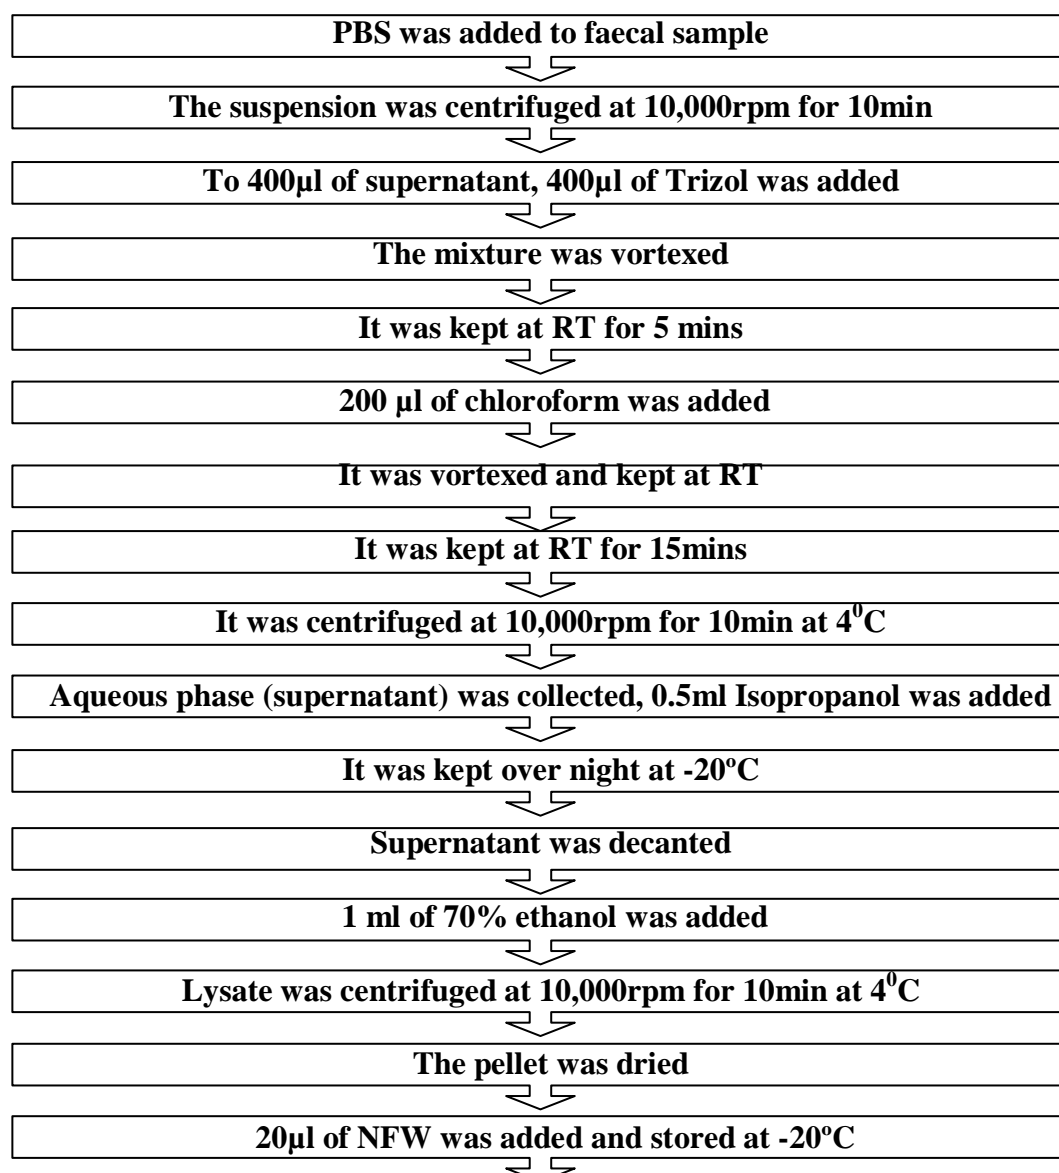 PBS was added to faecal sample
The suspension was centrifuged at 10,000rpm for 10min
To 400µl of supernatant, 400µl of Trizol was added
The mixture was vortexed
It was kept at RT for 5 mins
200 µl of chloroform was added
It was vortexed and kept at RT
It was kept at RT for 15mins
It was centrifuged at 10,000rpm for 10min at 4⁰C
Aqueous phase (supernatant) was collected, 0.5ml Isopropanol was added
It was kept over night at -20ºC
Supernatant was decanted
1 ml of 70% ethanol was added
Lysate was centrifuged at 10,000rpm for 10min at 4⁰C
The pellet was dried
20µl of NFW was added and stored at -20ºC